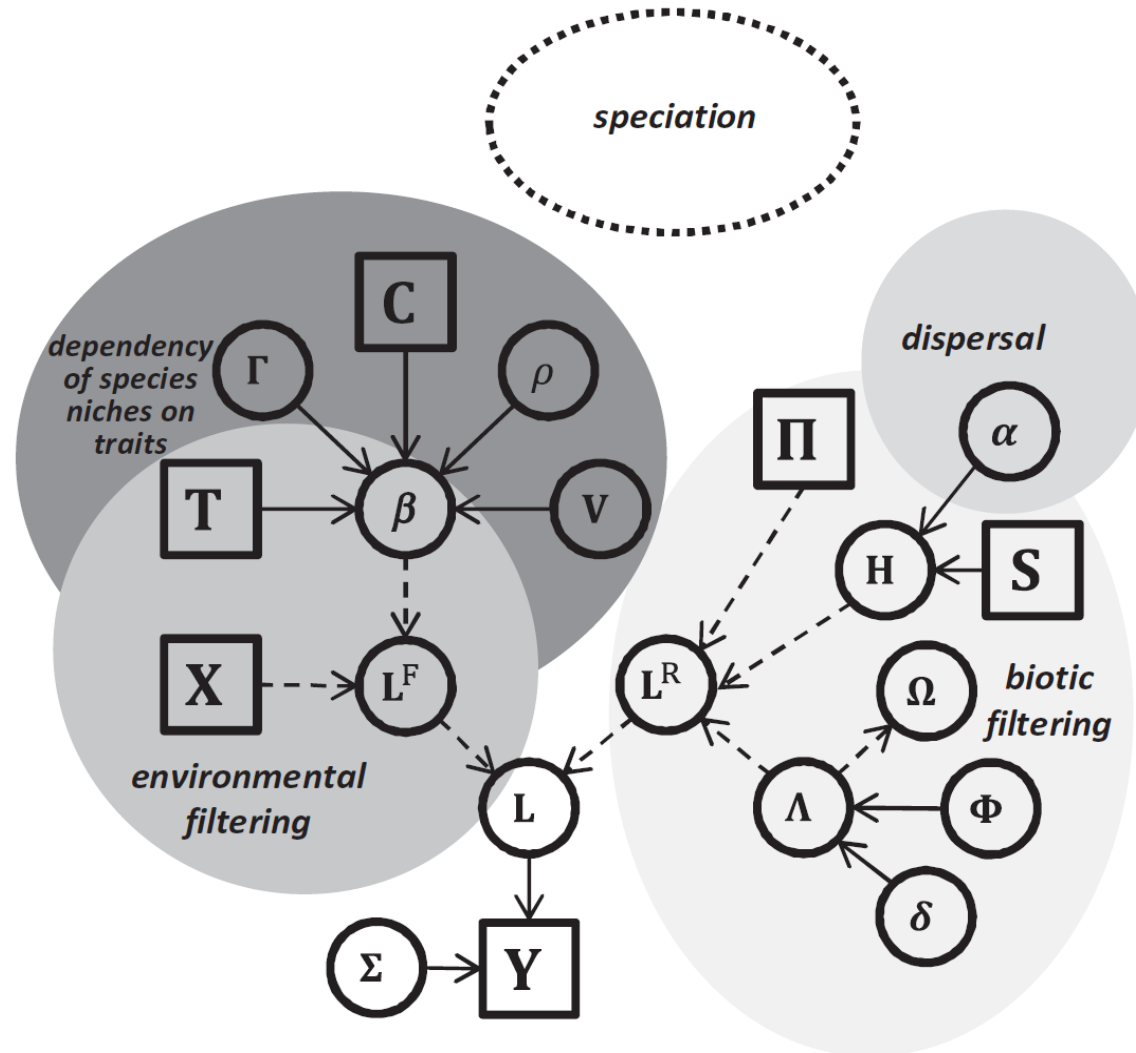 speciation
C
dependency
of species
niches on
traits
Γ
ρ
dispersal
Π
α
T
β
V
H
S
X
L^F
L^R
Ω
biotic
filtering
environmental
filtering
L
Λ
Φ
δ
Σ
Y